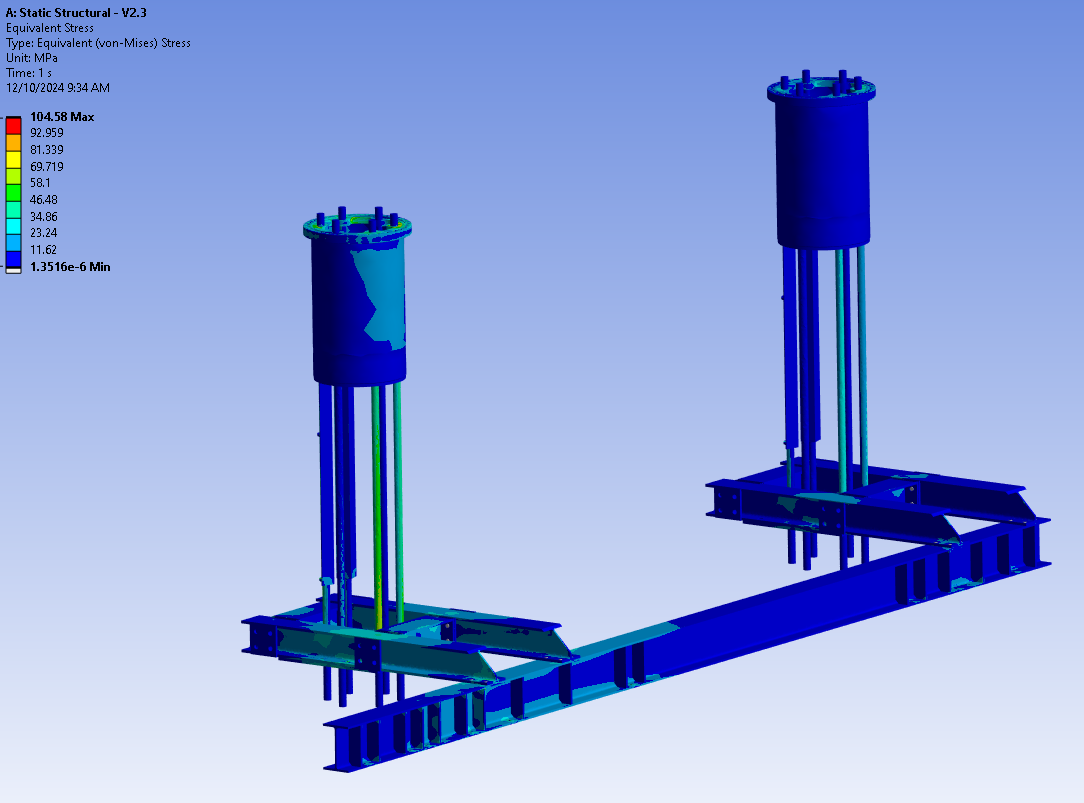 A: Static Structural - V2.3
Equivalent Stress
Type: Equivalent (von-Mises) Stress
Unit: MPa
Time: 1 s
12/10/2024 9:34 AM
104.58 Max
92.959
81.339
69.719
58.1
46.48
34.86
23.24
11.62
1.3516e-6 Min